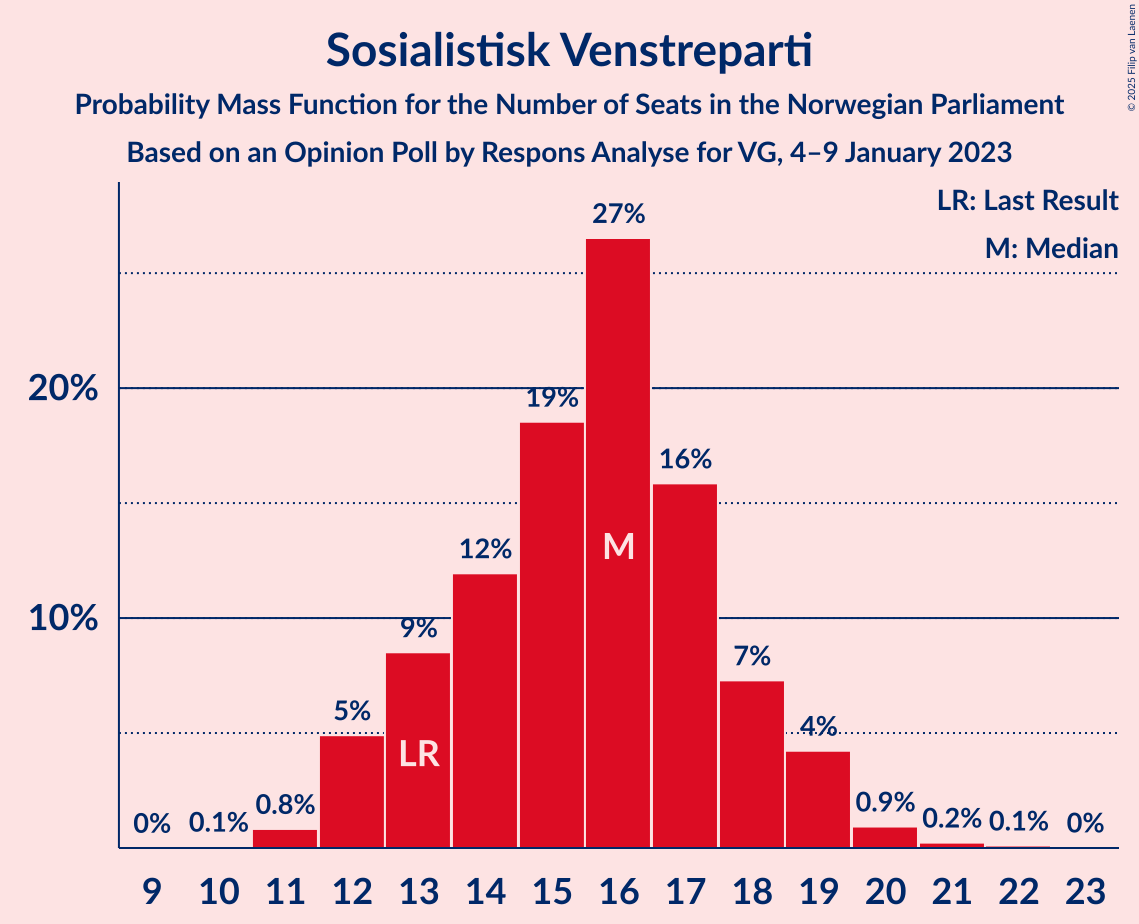 Sosialistisk Venstreparti
Probability Mass Function for the Number of Seats in the Norwegian Parliament
Based on an Opinion Poll by Respons Analyse for VG, 4–9 January 2023
© 2025 Filip van Laenen
LR: Last Result
M: Median
20%
10%
0%
0.1%
0.8%
5%
9%
12%
19%
27%
16%
7%
4%
0.9%
0.2%
0.1%
0%
LR
M
9 10 11 12 13 14 15 16 17 18 19 20 21 22 23